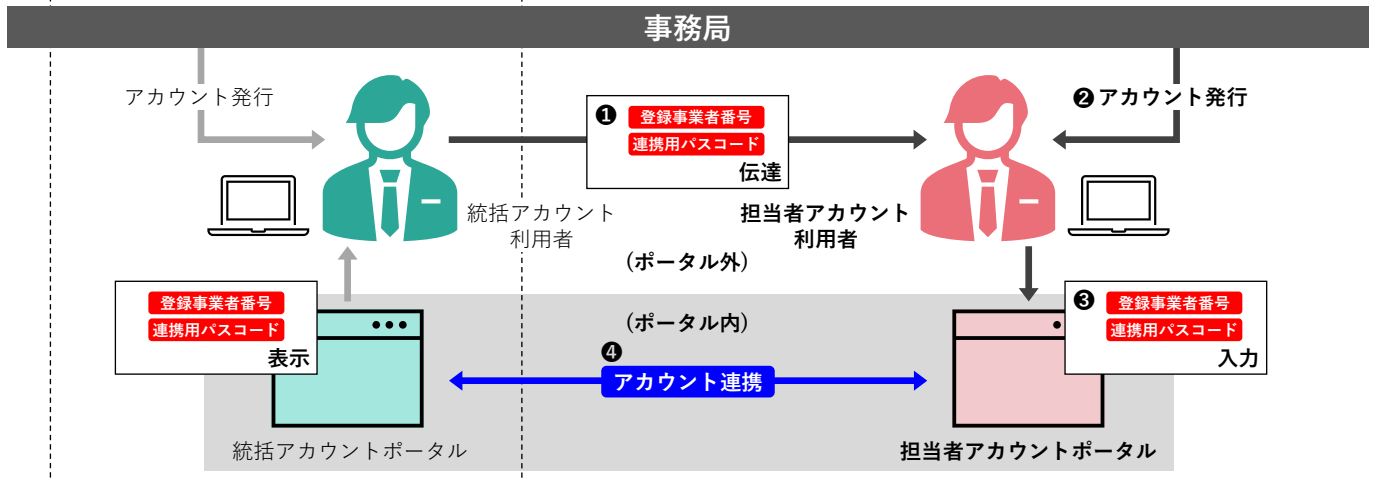 事務局
アカウント発行
❶
登録事業者番号
連携用パスコード
伝達
❷アカウント発行
統括アカウント
利用者
担当者アカウント
利用者
(ポータル外)
登録事業者番号
連携用パスコード
表示
(ポータル内)
❸
登録事業者番号
連携用パスコード
入力
❹
アカウント連携
統括アカウントポータル
担当者アカウントポータル